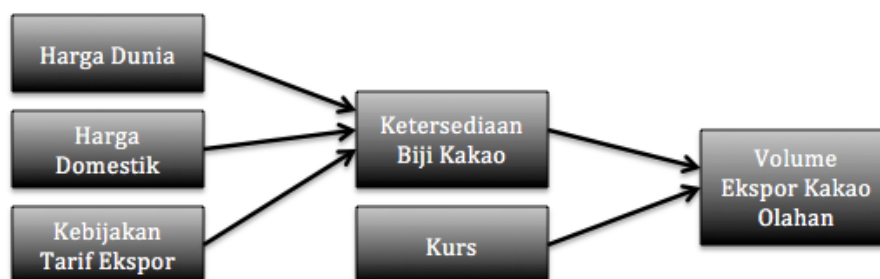 Harga Dunia
Harga
Domestik
Kebijakan
Tarif Ekspor
Ketersediaan
Biji Kakao
Kurs
Volume
Ekspor Kakao
Olahan